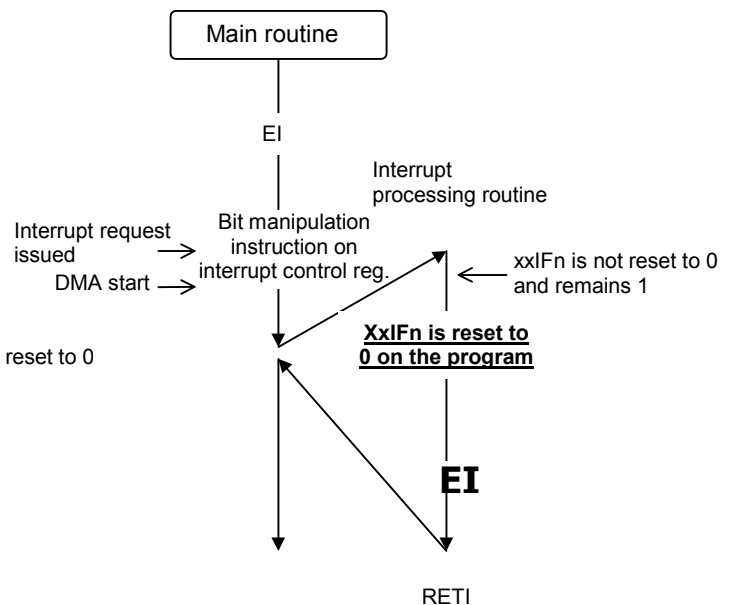 Main routine
EI
Interrupt
processing routine
Interrupt request
issued
DMA start
Bit manipulation
instruction on
interrupt control reg.
xxIFn is not reset to 0
and remains 1
reset to 0
XxIFn is reset to
0 on the program
EI
RETI